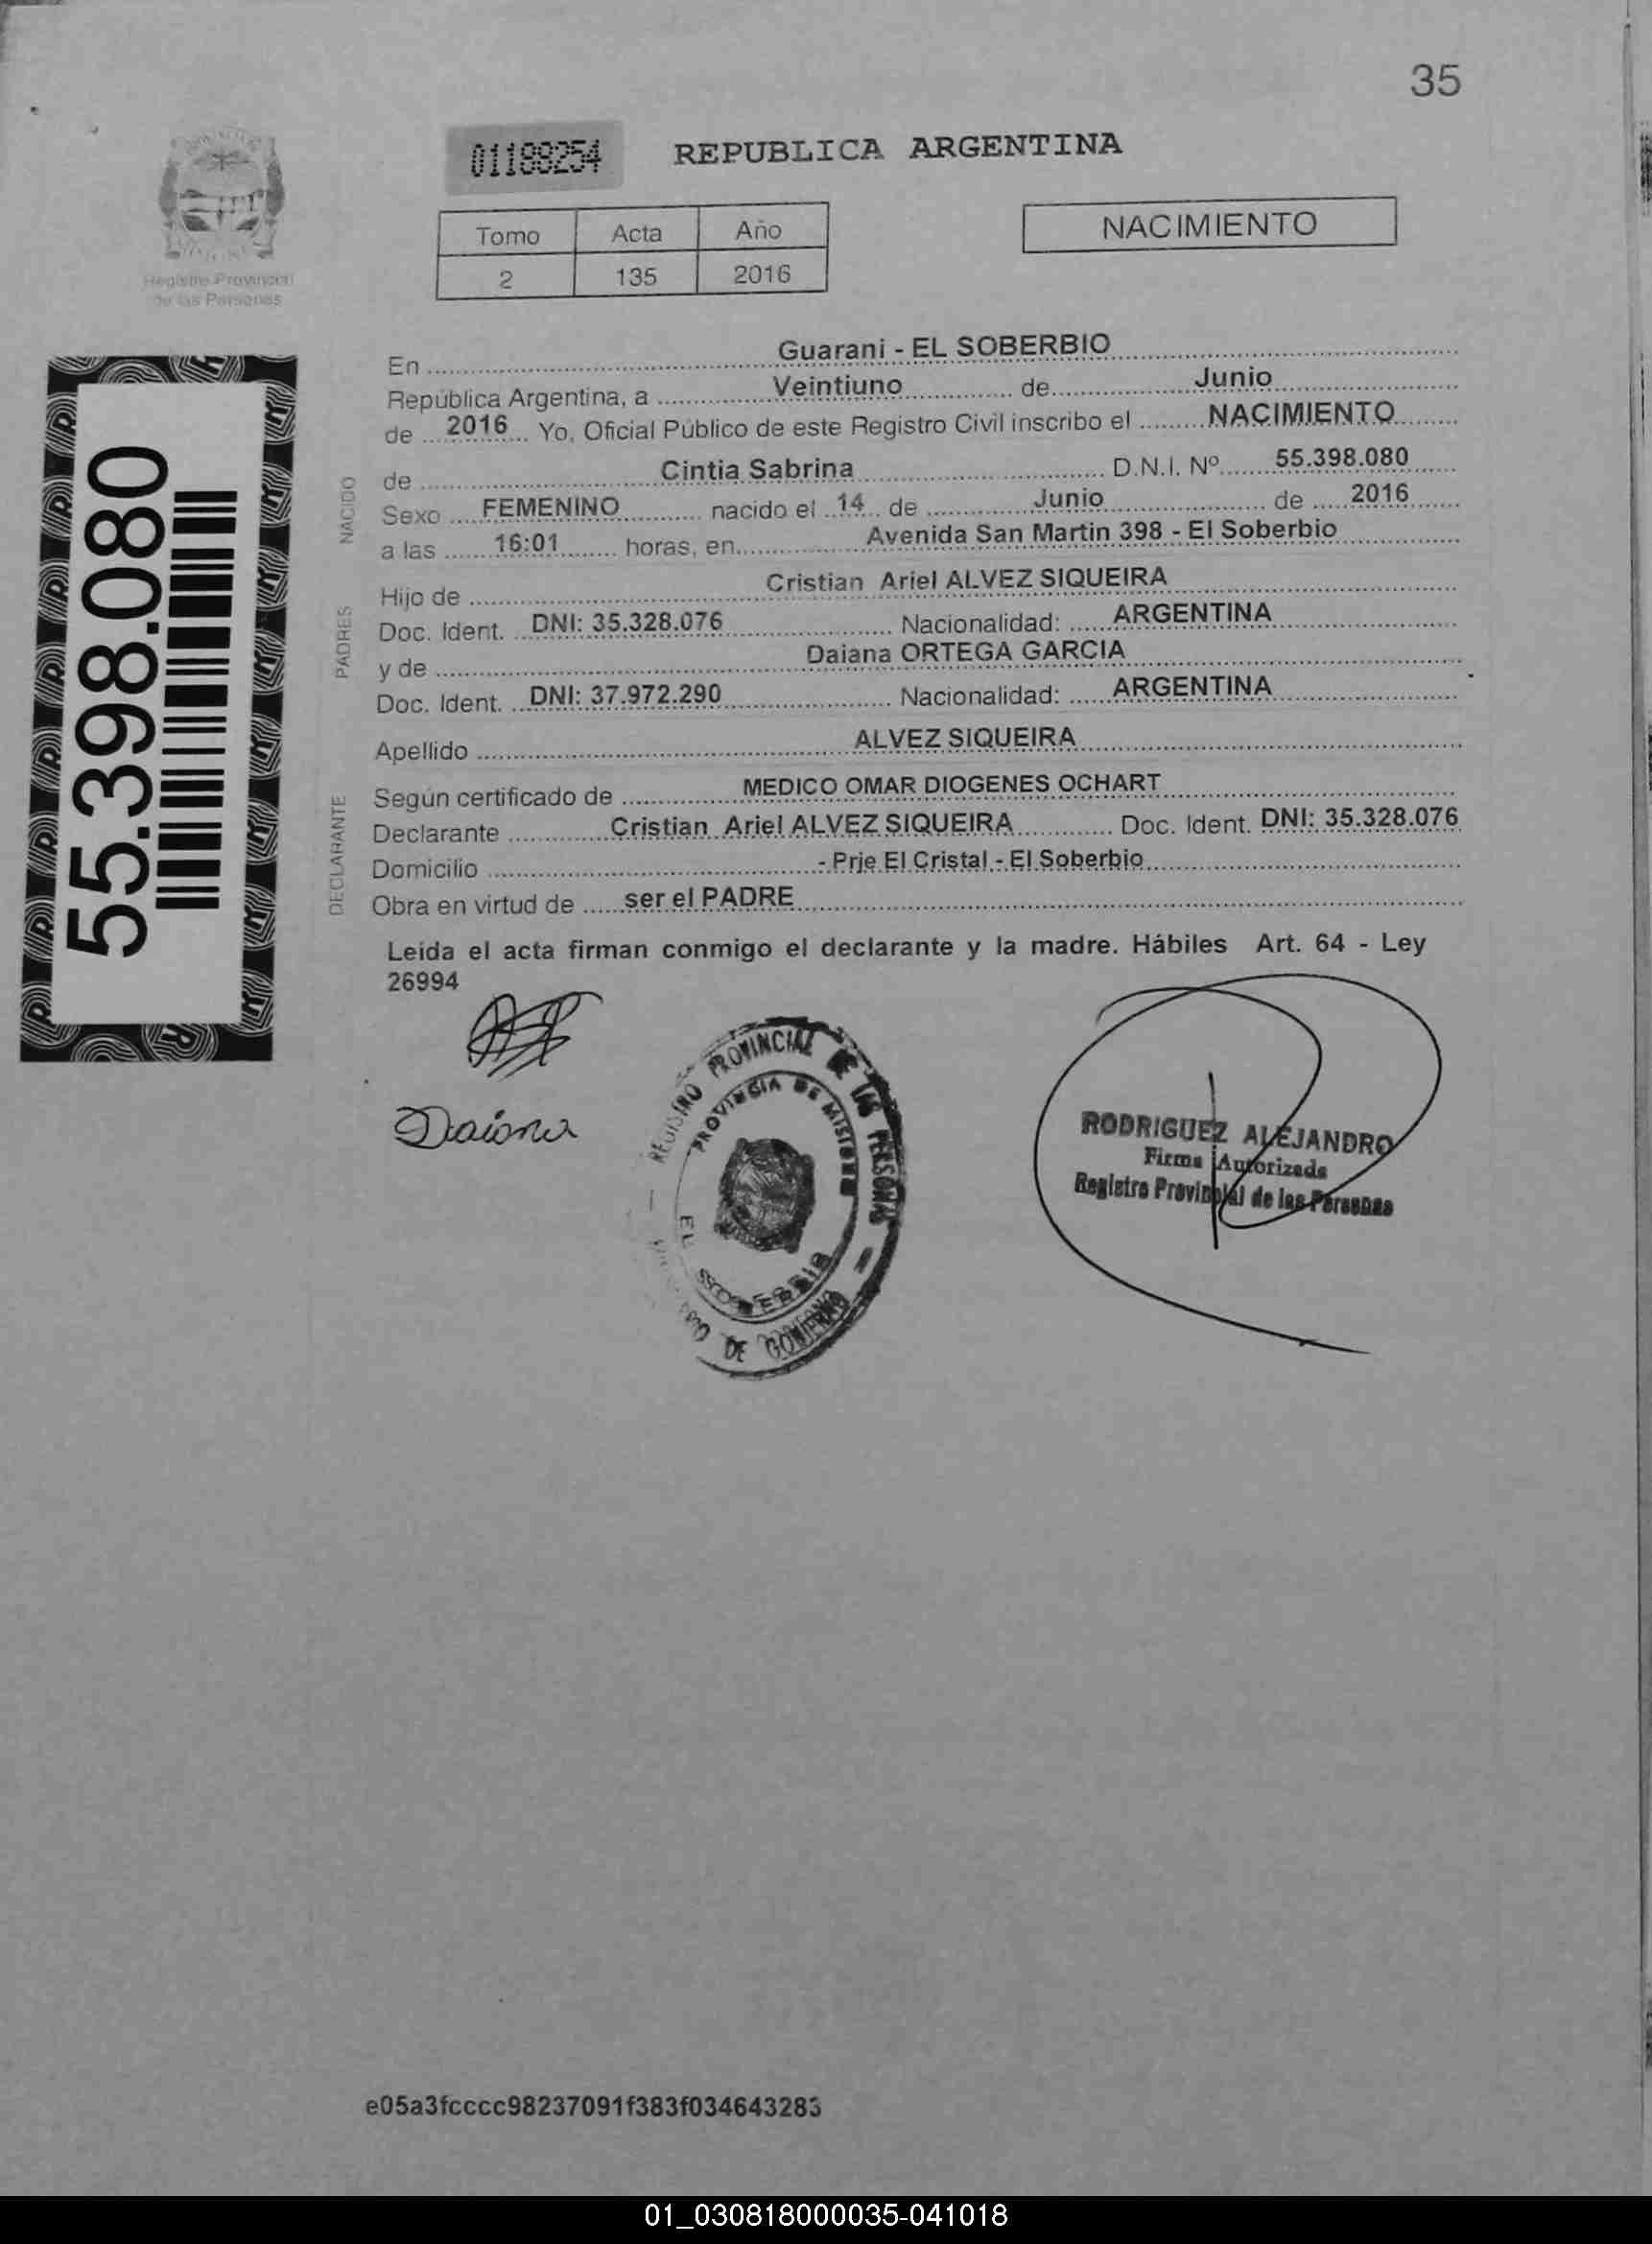 35
01188254 REPUBLICA ARGENTINA
Tomo Acta Año
2 135 2016
NACIMIENTO
Registro Provincial
de las Personas
55.398.080
En Guarani - EL SOBERBIO
República Argentina, a Veintiuno de Junio
de 2016 Yo, Oficial Público de este Registro Civil inscribo el NACIMIENTO
NACIDO
de Cintia Sabrina D.N.I. Nº 55.398.080
Sexo FEMENINO nacido el 14 de Junio de 2016
a las 16:01 horas, en Avenida San Martin 398 - El Soberbio
PADRES
Hijo de Cristian Ariel ALVEZ SIQUEIRA
Doc. Ident. DNI: 35.328.076 Nacionalidad: ARGENTINA
y de Daiana ORTEGA GARCIA
Doc. Ident. DNI: 37.972.290 Nacionalidad: ARGENTINA
Apellido ALVEZ SIQUEIRA
DECLARANTE
Según certificado de MEDICO OMAR DIOGENES OCHART
Declarante Cristian Ariel ALVEZ SIQUEIRA Doc. Ident. DNI: 35.328.076
Domicilio - Prje El Cristal - El Soberbio
Obra en virtud de ser el PADRE
Leída el acta firman conmigo el declarante y la madre. Hábiles Art. 64 - Ley
26994
Daiana
REGISTRO PROVINCIAL DE LAS PERSONAS
PROVINCIA DE MISIONES
EL SOBERBIO
DE GOBIERNO
RODRIGUEZ ALEJANDRO
Firma Autorizada
Registro Provincial de las Personas
e05a3fcccc98237091f383f034643283
01_030818000035-041018